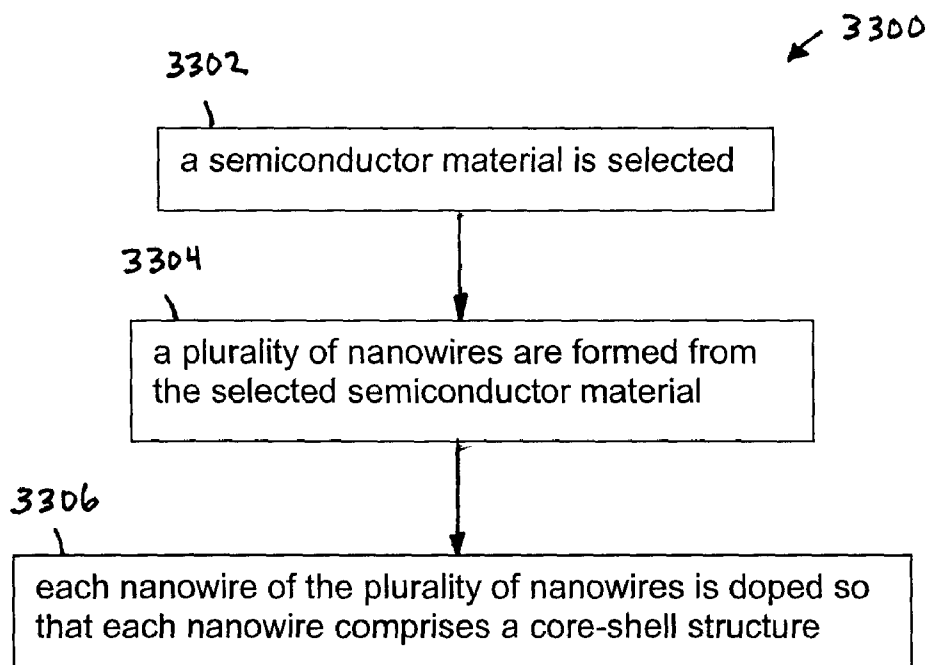 3300
3302
a semiconductor material is selected
3304
a plurality of nanowires are formed from
the selected semiconductor material
3306
each nanowire of the plurality of nanowires is doped so
that each nanowire comprises a core-shell structure